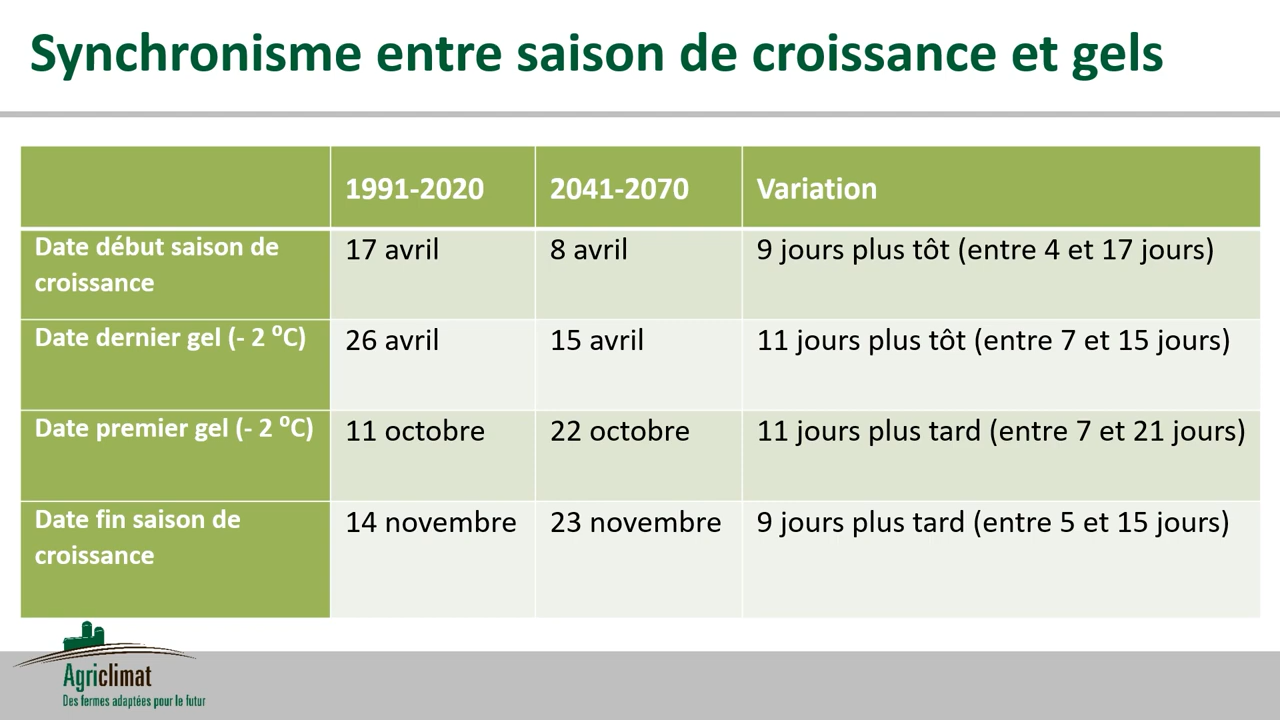 Synchronisme entre saison de croissance et gels
1991-2020 2041-2070 Variation
Date début saison de croissance 17 avril 8 avril 9 jours plus tôt (entre 4 et 17 jours)
Date dernier gel (- 2 ⁰C) 26 avril 15 avril 11 jours plus tôt (entre 7 et 15 jours)
Date premier gel (- 2 ⁰C) 11 octobre 22 octobre 11 jours plus tard (entre 7 et 21 jours)
Date fin saison de croissance 14 novembre 23 novembre 9 jours plus tard (entre 5 et 15 jours)
Agriclimat
Des fermes adaptées pour le futur